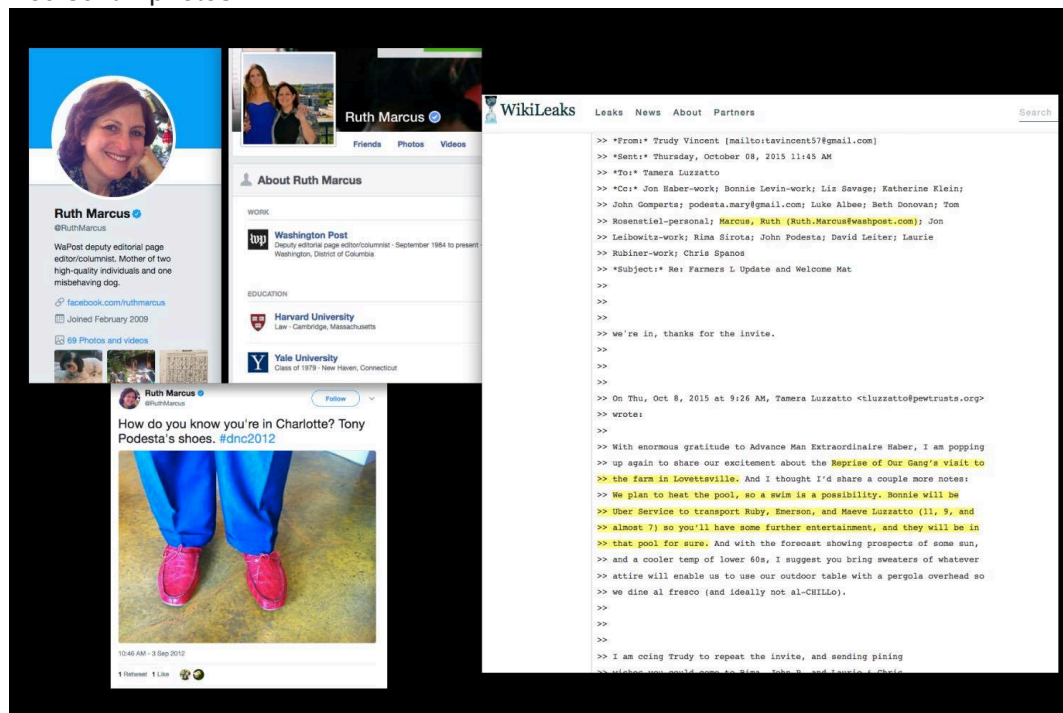 Ruth Marcus
@RuthMarcus
WaPost deputy editorial page
editor/columnist. Mother of two
high-quality individuals and one
misbehaving dog.
facebook.com/ruthmarcus
Joined February 2009
69 Photos and videos
Ruth Marcus
Friends Photos Videos
About Ruth Marcus
WORK
wp
Washington Post
Deputy editorial page editor/columnist · September 1984 to present ·
Washington, District of Columbia
EDUCATION
Harvard University
Law · Cambridge, Massachusetts
Y
Yale University
Class of 1979 · New Haven, Connecticut
Ruth Marcus
@RuthMarcus
Follow
How do you know you're in Charlotte? Tony
Podesta's shoes. #dnc2012
10:46 AM - 3 Sep 2012
1 Retweet 1 Like
WikiLeaks Leaks News About Partners Search
>> *From:* Trudy Vincent [mailto:tavincent57@gmail.com]
>> *Sent:* Thursday, October 08, 2015 11:45 AM
>> *To:* Tamera Luzzatto
>> *Cc:* Jon Haber-work; Bonnie Levin-work; Liz Savage; Katherine Klein;
>> John Gomperts; podesta.mary@gmail.com; Luke Albee; Beth Donovan; Tom
>> Rosenstiel-personal; Marcus, Ruth (Ruth.Marcus@washpost.com); Jon
>> Leibowitz-work; Rima Sirota; John Podesta; David Leiter; Laurie
>> Rubiner-work; Chris Spanos
>> *Subject:* Re: Farmers L Update and Welcome Mat
>>
>>
>>
>> we're in, thanks for the invite.
>>
>>
>>
>> On Thu, Oct 8, 2015 at 9:26 AM, Tamera Luzzatto <tluzzatto@pewtrusts.org>
>> wrote:
>>
>> With enormous gratitude to Advance Man Extraordinaire Haber, I am popping
>> up again to share our excitement about the Reprise of Our Gang's visit to
>> the farm in Lovettsville. And I thought I'd share a couple more notes:
>> We plan to heat the pool, so a swim is a possibility. Bonnie will be
>> Uber Service to transport Ruby, Emerson, and Maeve Luzzatto (11, 9, and
>> almost 7) so you'll have some further entertainment, and they will be in
>> that pool for sure. And with the forecast showing prospects of some sun,
>> and a cooler temp of lower 60s, I suggest you bring sweaters of whatever
>> attire will enable us to use our outdoor table with a pergola overhead so
>> we dine al fresco (and ideally not al-CHILLo).
>>
>>
>>
>> I am ccing Trudy to repeat the invite, and sending pining